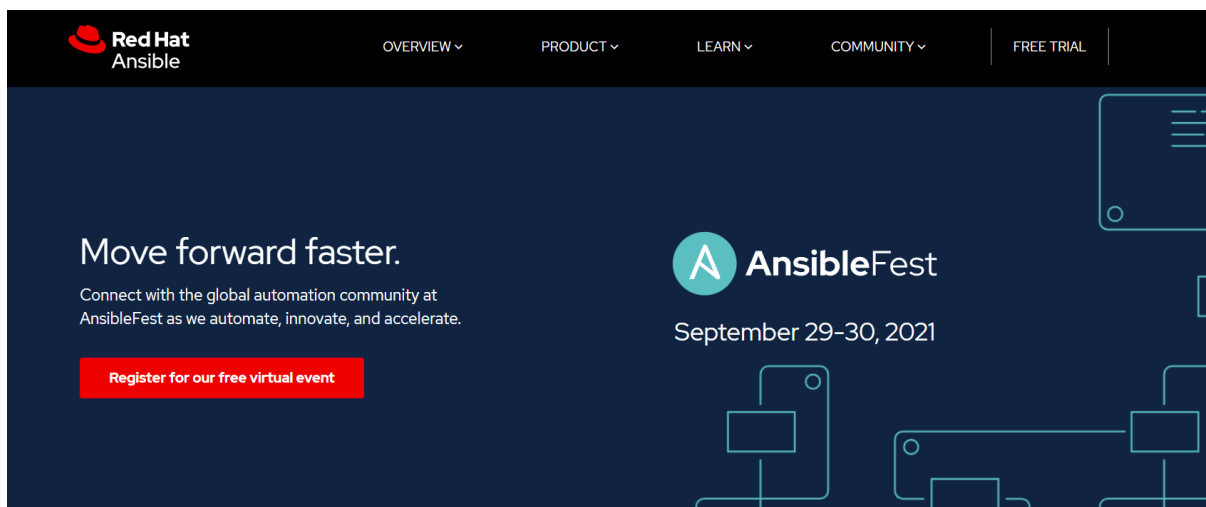 Red Hat
Ansible
OVERVIEW
PRODUCT
LEARN
COMMUNITY
FREE TRIAL
Move forward faster.
Connect with the global automation community at
AnsibleFest as we automate, innovate, and accelerate.
Register for our free virtual event
AnsibleFest
September 29-30, 2021